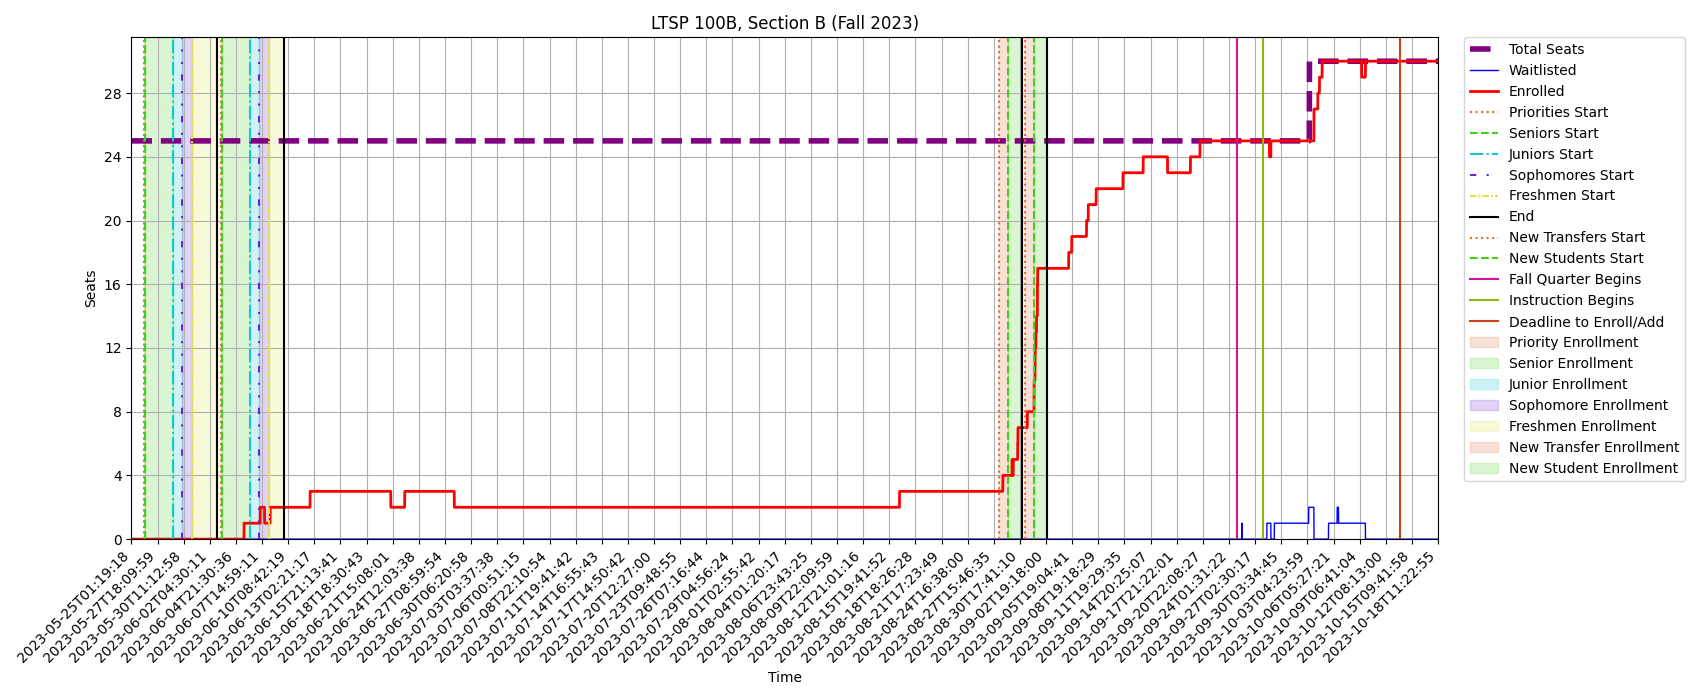 LTSP 100B, Section B (Fall 2023)
Seats
28
24
20
16
12
8
4
0
2023-05-25T01:19:18
2023-05-27T18:09:59
2023-05-30T11:12:58
2023-06-02T04:30:11
2023-06-04T21:30:36
2023-06-07T14:59:11
2023-06-10T08:42:19
2023-06-13T02:21:17
2023-06-15T21:13:41
2023-06-18T18:30:43
2023-06-21T15:08:01
2023-06-24T12:03:38
2023-06-27T08:59:54
2023-06-30T06:20:58
2023-07-03T03:37:38
2023-07-06T00:51:15
2023-07-08T22:10:54
2023-07-11T19:41:42
2023-07-14T16:55:43
2023-07-17T14:50:42
2023-07-20T12:27:00
2023-07-23T09:48:55
2023-07-26T07:16:44
2023-07-29T04:56:24
2023-08-01T02:55:42
2023-08-04T01:20:17
2023-08-06T23:43:25
2023-08-09T22:09:59
2023-08-12T21:01:16
2023-08-15T19:41:52
2023-08-18T18:26:28
2023-08-21T17:23:49
2023-08-24T16:38:00
2023-08-27T15:46:35
2023-08-30T17:41:10
2023-09-02T19:18:00
2023-09-05T19:04:41
2023-09-08T19:18:29
2023-09-11T19:29:35
2023-09-14T20:25:07
2023-09-17T21:22:01
2023-09-20T22:08:27
2023-09-24T01:31:22
2023-09-27T02:30:17
2023-09-30T03:34:45
2023-10-03T04:23:59
2023-10-06T05:27:21
2023-10-09T06:41:04
2023-10-12T08:13:00
2023-10-15T09:41:58
2023-10-18T11:22:55
Time
Total Seats
Waitlisted
Enrolled
Priorities Start
Seniors Start
Juniors Start
Sophomores Start
Freshmen Start
End
New Transfers Start
New Students Start
Fall Quarter Begins
Instruction Begins
Deadline to Enroll/Add
Priority Enrollment
Senior Enrollment
Junior Enrollment
Sophomore Enrollment
Freshmen Enrollment
New Transfer Enrollment
New Student Enrollment